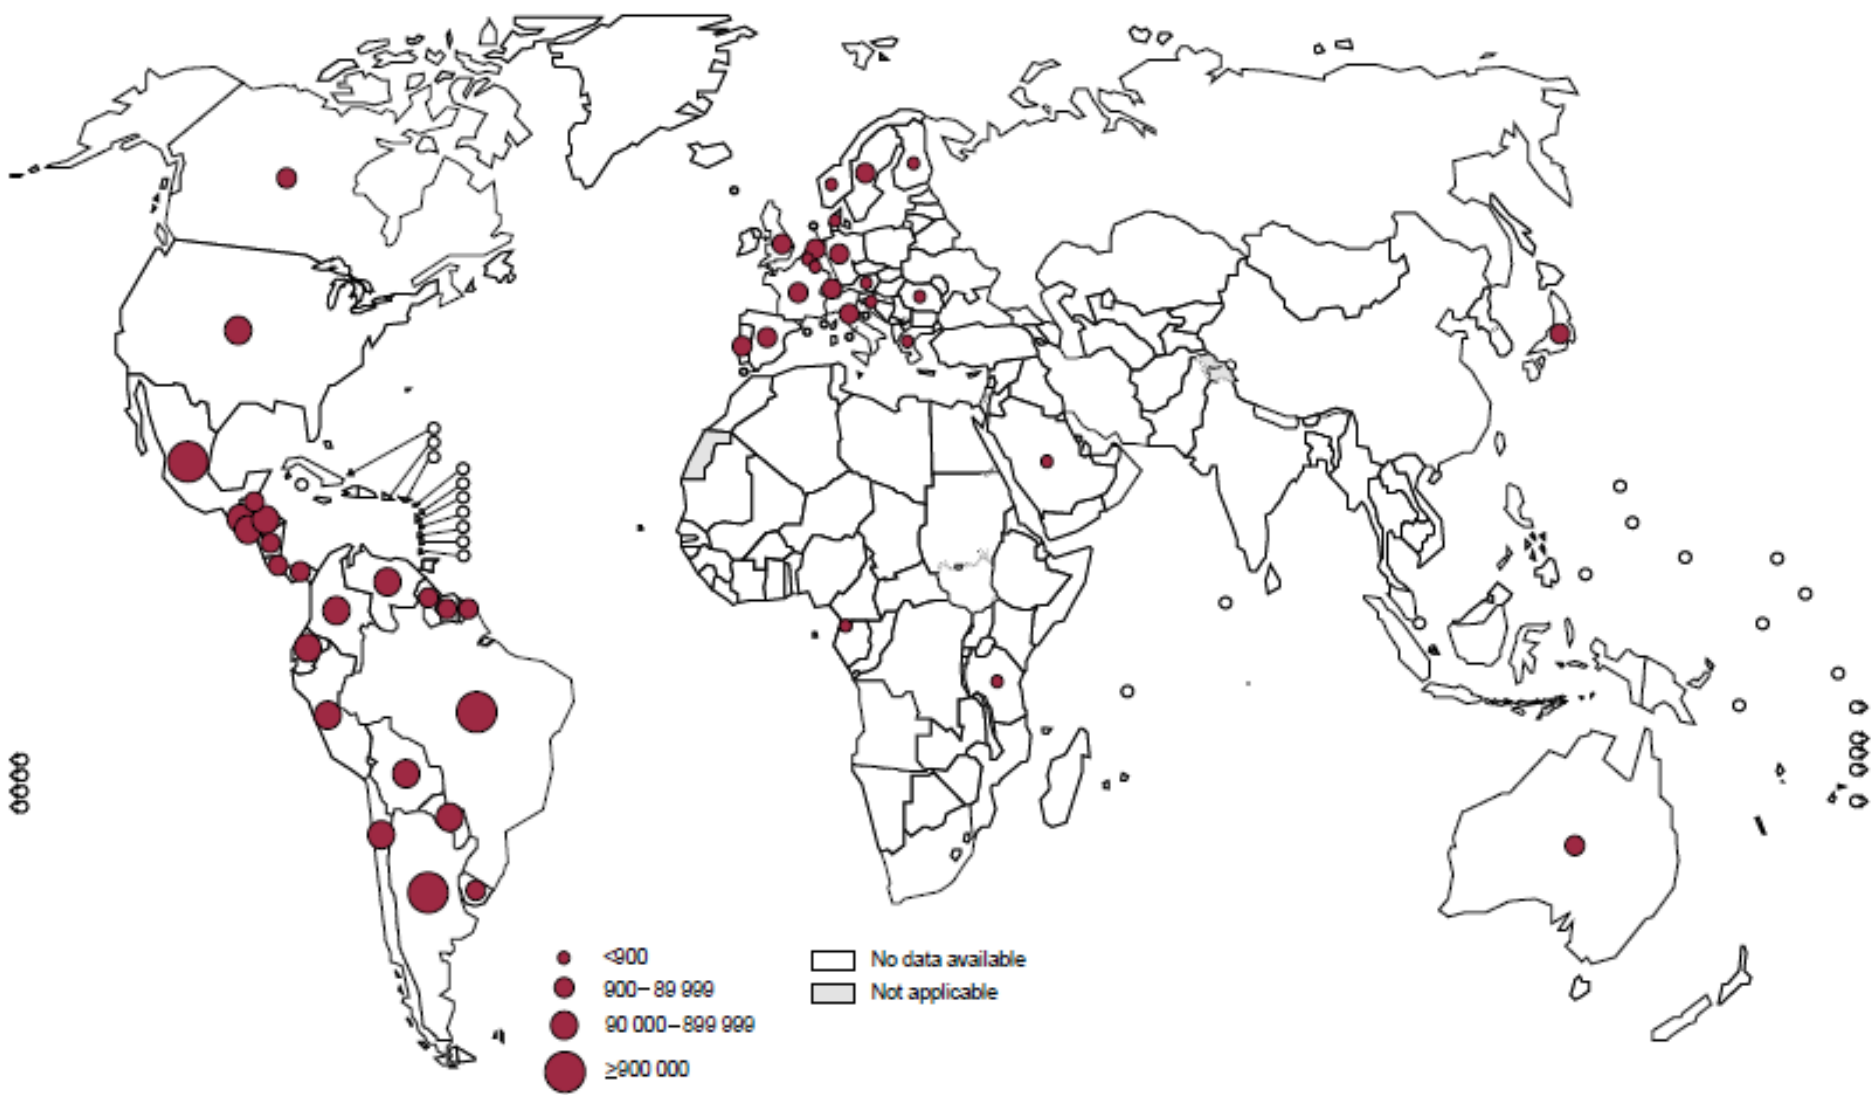 <900
900–89 999
90 000–899 999
≥900 000
No data available
Not applicable